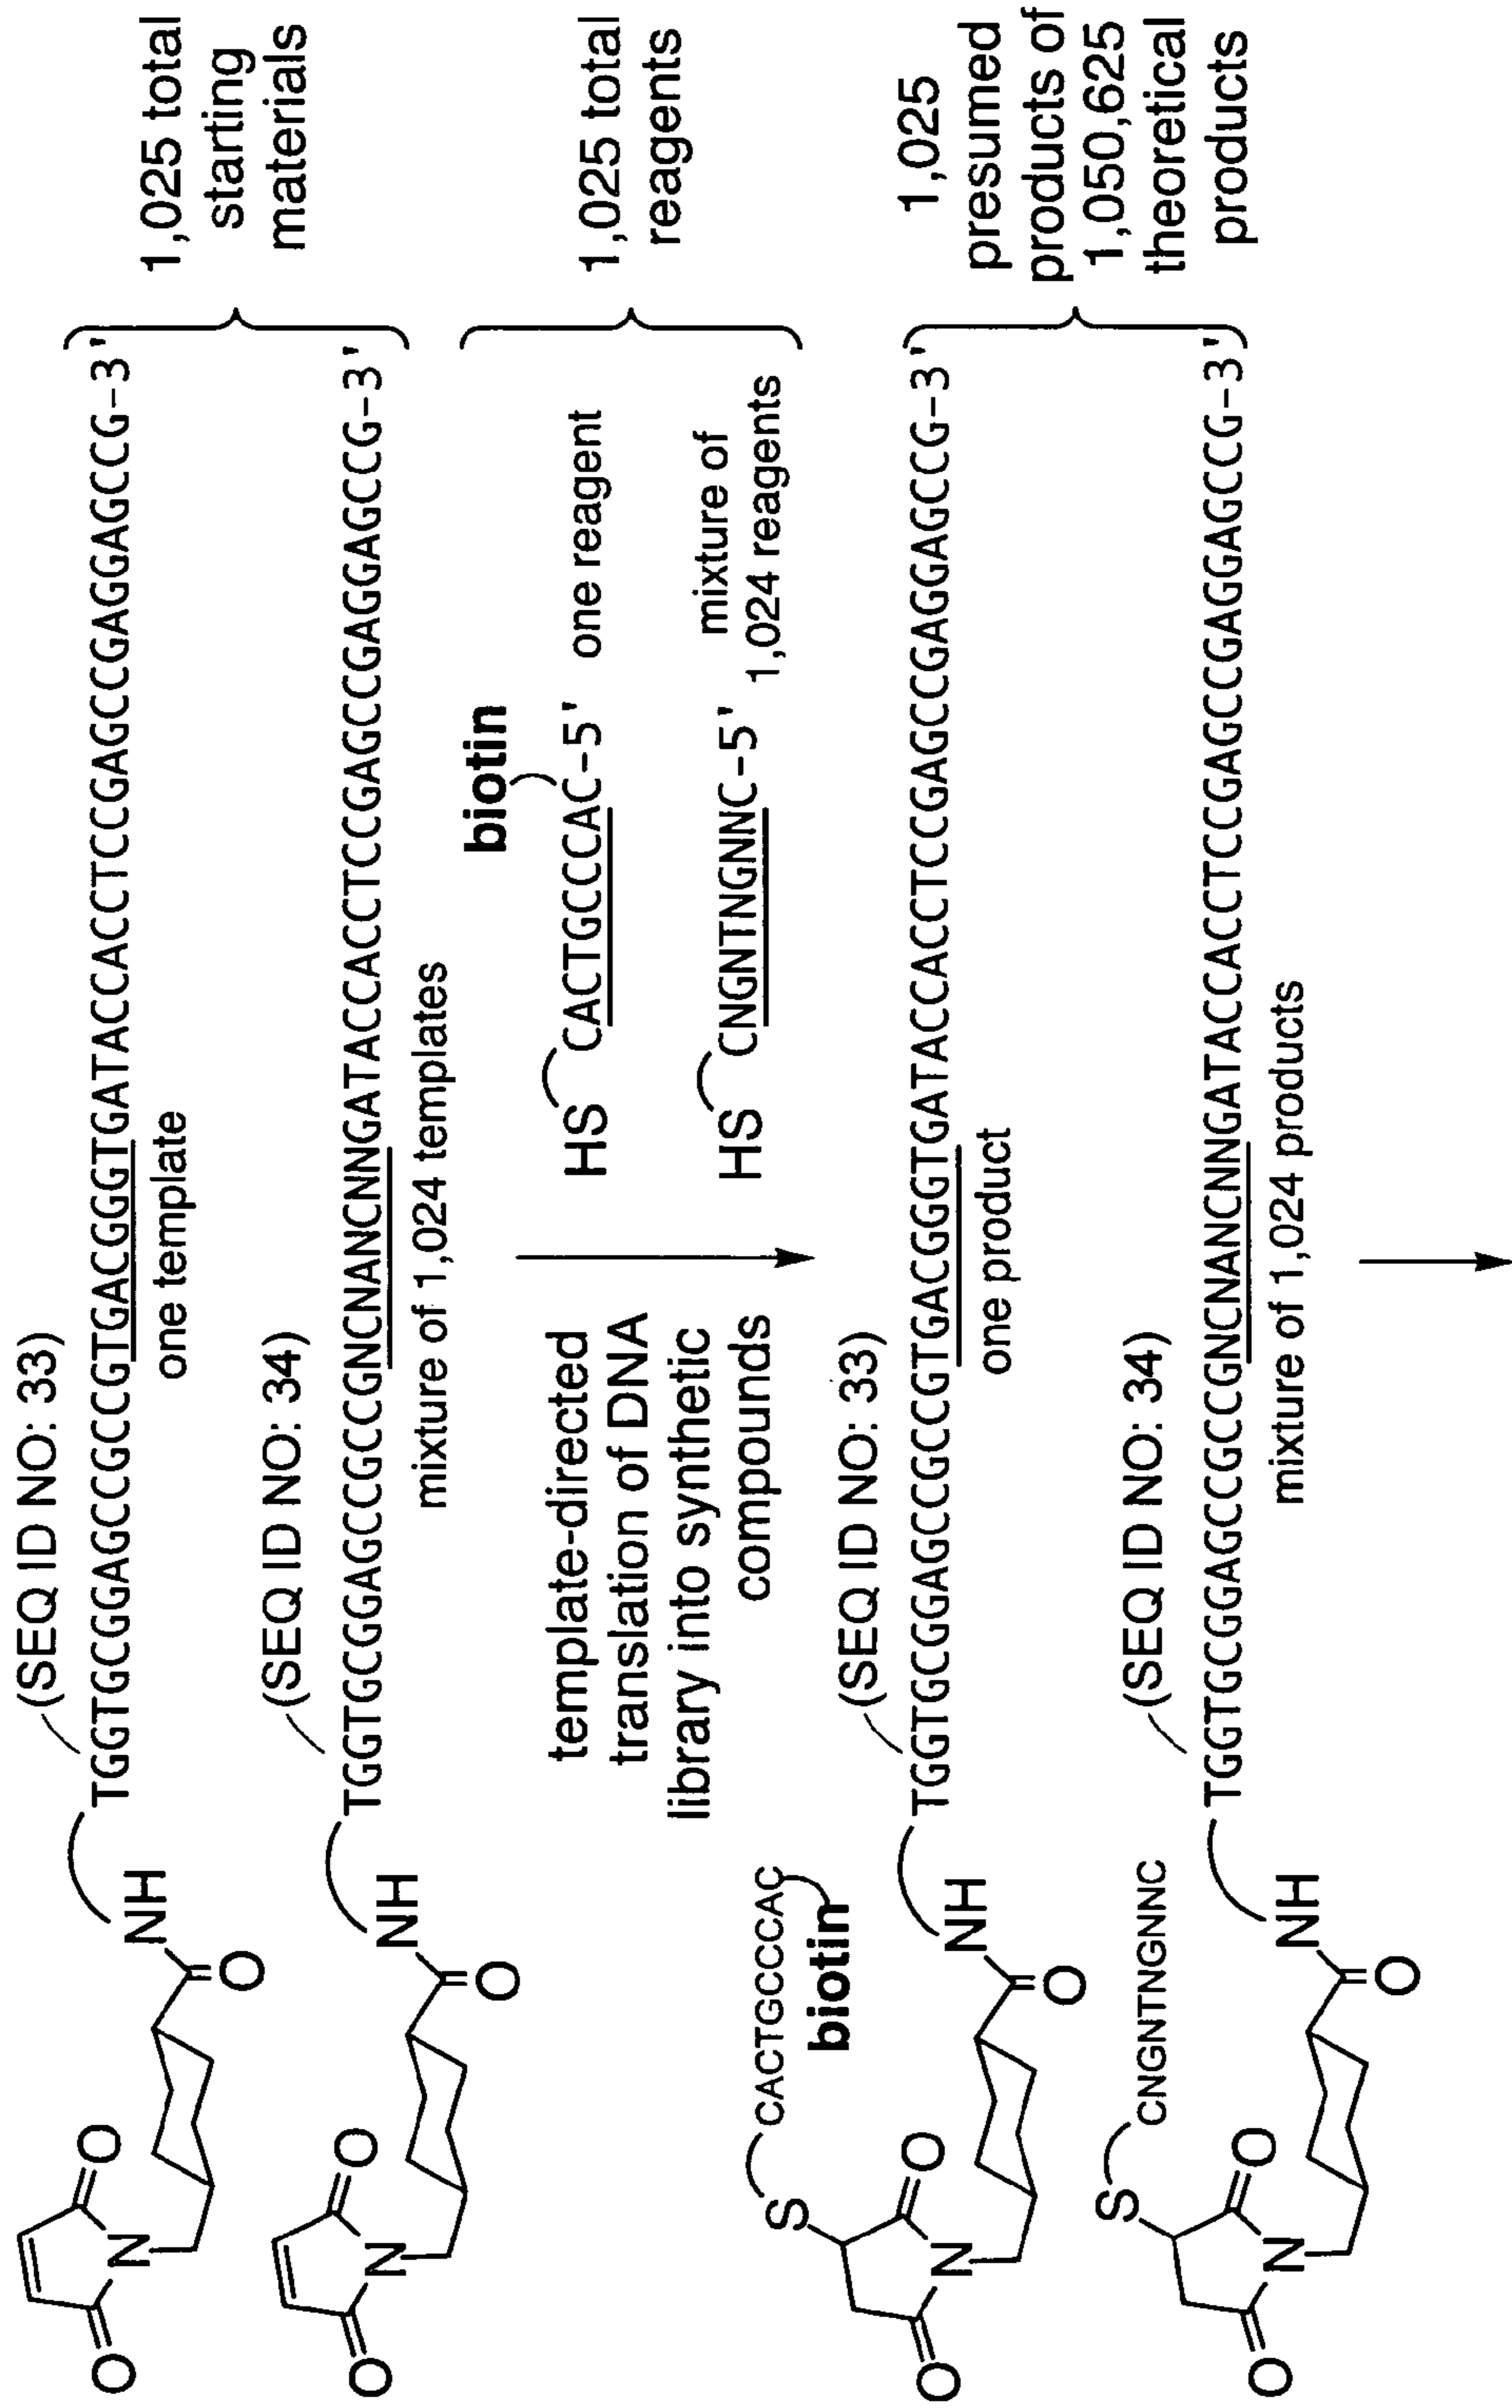 (SEQ ID NO: 33)
TGGTGCGGAGCCGCCGTGACGGGTGATACCACCTCCGAGCCGAGGAGCCG-3'
one template
O
N
O
NH
O
(SEQ ID NO: 34)
TGGTGCGGAGCCGCCGNCNANCNNGATACCACCTCCGAGCCGAGGAGCCG-3'
mixture of 1,024 templates
O
N
O
NH
O
1,025 total
starting
materials
template-directed
translation of DNA
library into synthetic
compounds
biotin
HS
CACTGCCCAC-5'
one reagent
HS
CNGNTNGNNC-5'
mixture of
1,024 reagents
1,025 total
reagents
S
CACTGCCCAC
biotin
(SEQ ID NO: 33)
TGGTGCGGAGCCGCCGTGACGGGTGATACCACCTCCGAGCCGAGGAGCCG-3'
one product
O
N
O
NH
O
S
CNGNTNGNNC
(SEQ ID NO: 34)
TGGTGCGGAGCCGCCGNCNANCNNGATACCACCTCCGAGCCGAGGAGCCG-3'
mixture of 1,024 products
O
N
O
NH
O
1,025
presumed
products of
1,050,625
theoretical
products